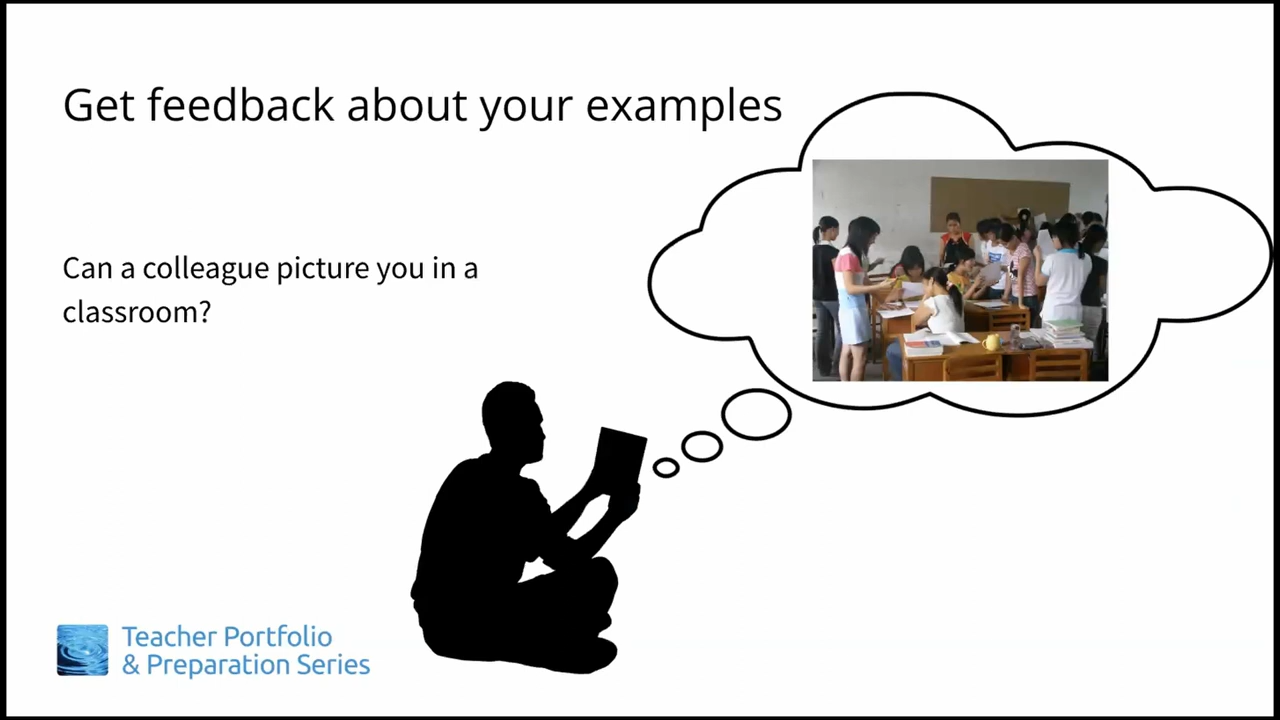 Get feedback about your examples
Can a colleague picture you in a
classroom?
Teacher Portfolio
& Preparation Series